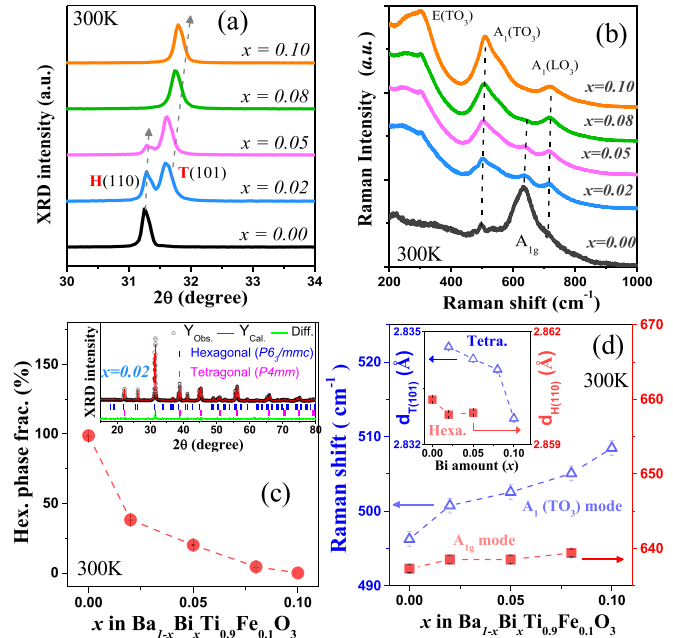 300K
(a)
x = 0.10
x = 0.08
x = 0.05
H(110)
T(101)
x = 0.02
x = 0.00
XRD intensity (a.u.)
30 31 32 33 34
2θ (degree)
E(TO₃)
A₁(TO₃)
(b)
A₁(LO₃)
x=0.10
x=0.08
x=0.05
x=0.02
A₁g
x=0.00
300K
Raman Intensity (a.u.)
200 400 600 800 1000
Raman shift (cm⁻¹)
Y Obs. Y Cal. Diff.
Hexagonal (P6₃/mmc)
Tetragonal (P4mm)
x=0.02
XRD intensity
20 30 40 50 60 70 80
2θ (degree)
150
125
100
75
50
25
0
Hex. phase frac. (%)
(c)
300K
0.00 0.05 0.10
x in Ba1-xBixTi0.9Fe0.1O3
2.835
2.832
d T(101) (Å)
Tetra.
Hexa.
2.862
2.859
d H(110) (Å)
0.00 0.05 0.10
Bi amount (x)
(d)
300K
520
510
500
490
Raman shift ( cm⁻¹)
670
660
650
640
A₁ (TO₃) mode
A₁g mode
0.00 0.05 0.10
x in Ba1-xBixTi0.9Fe0.1O3